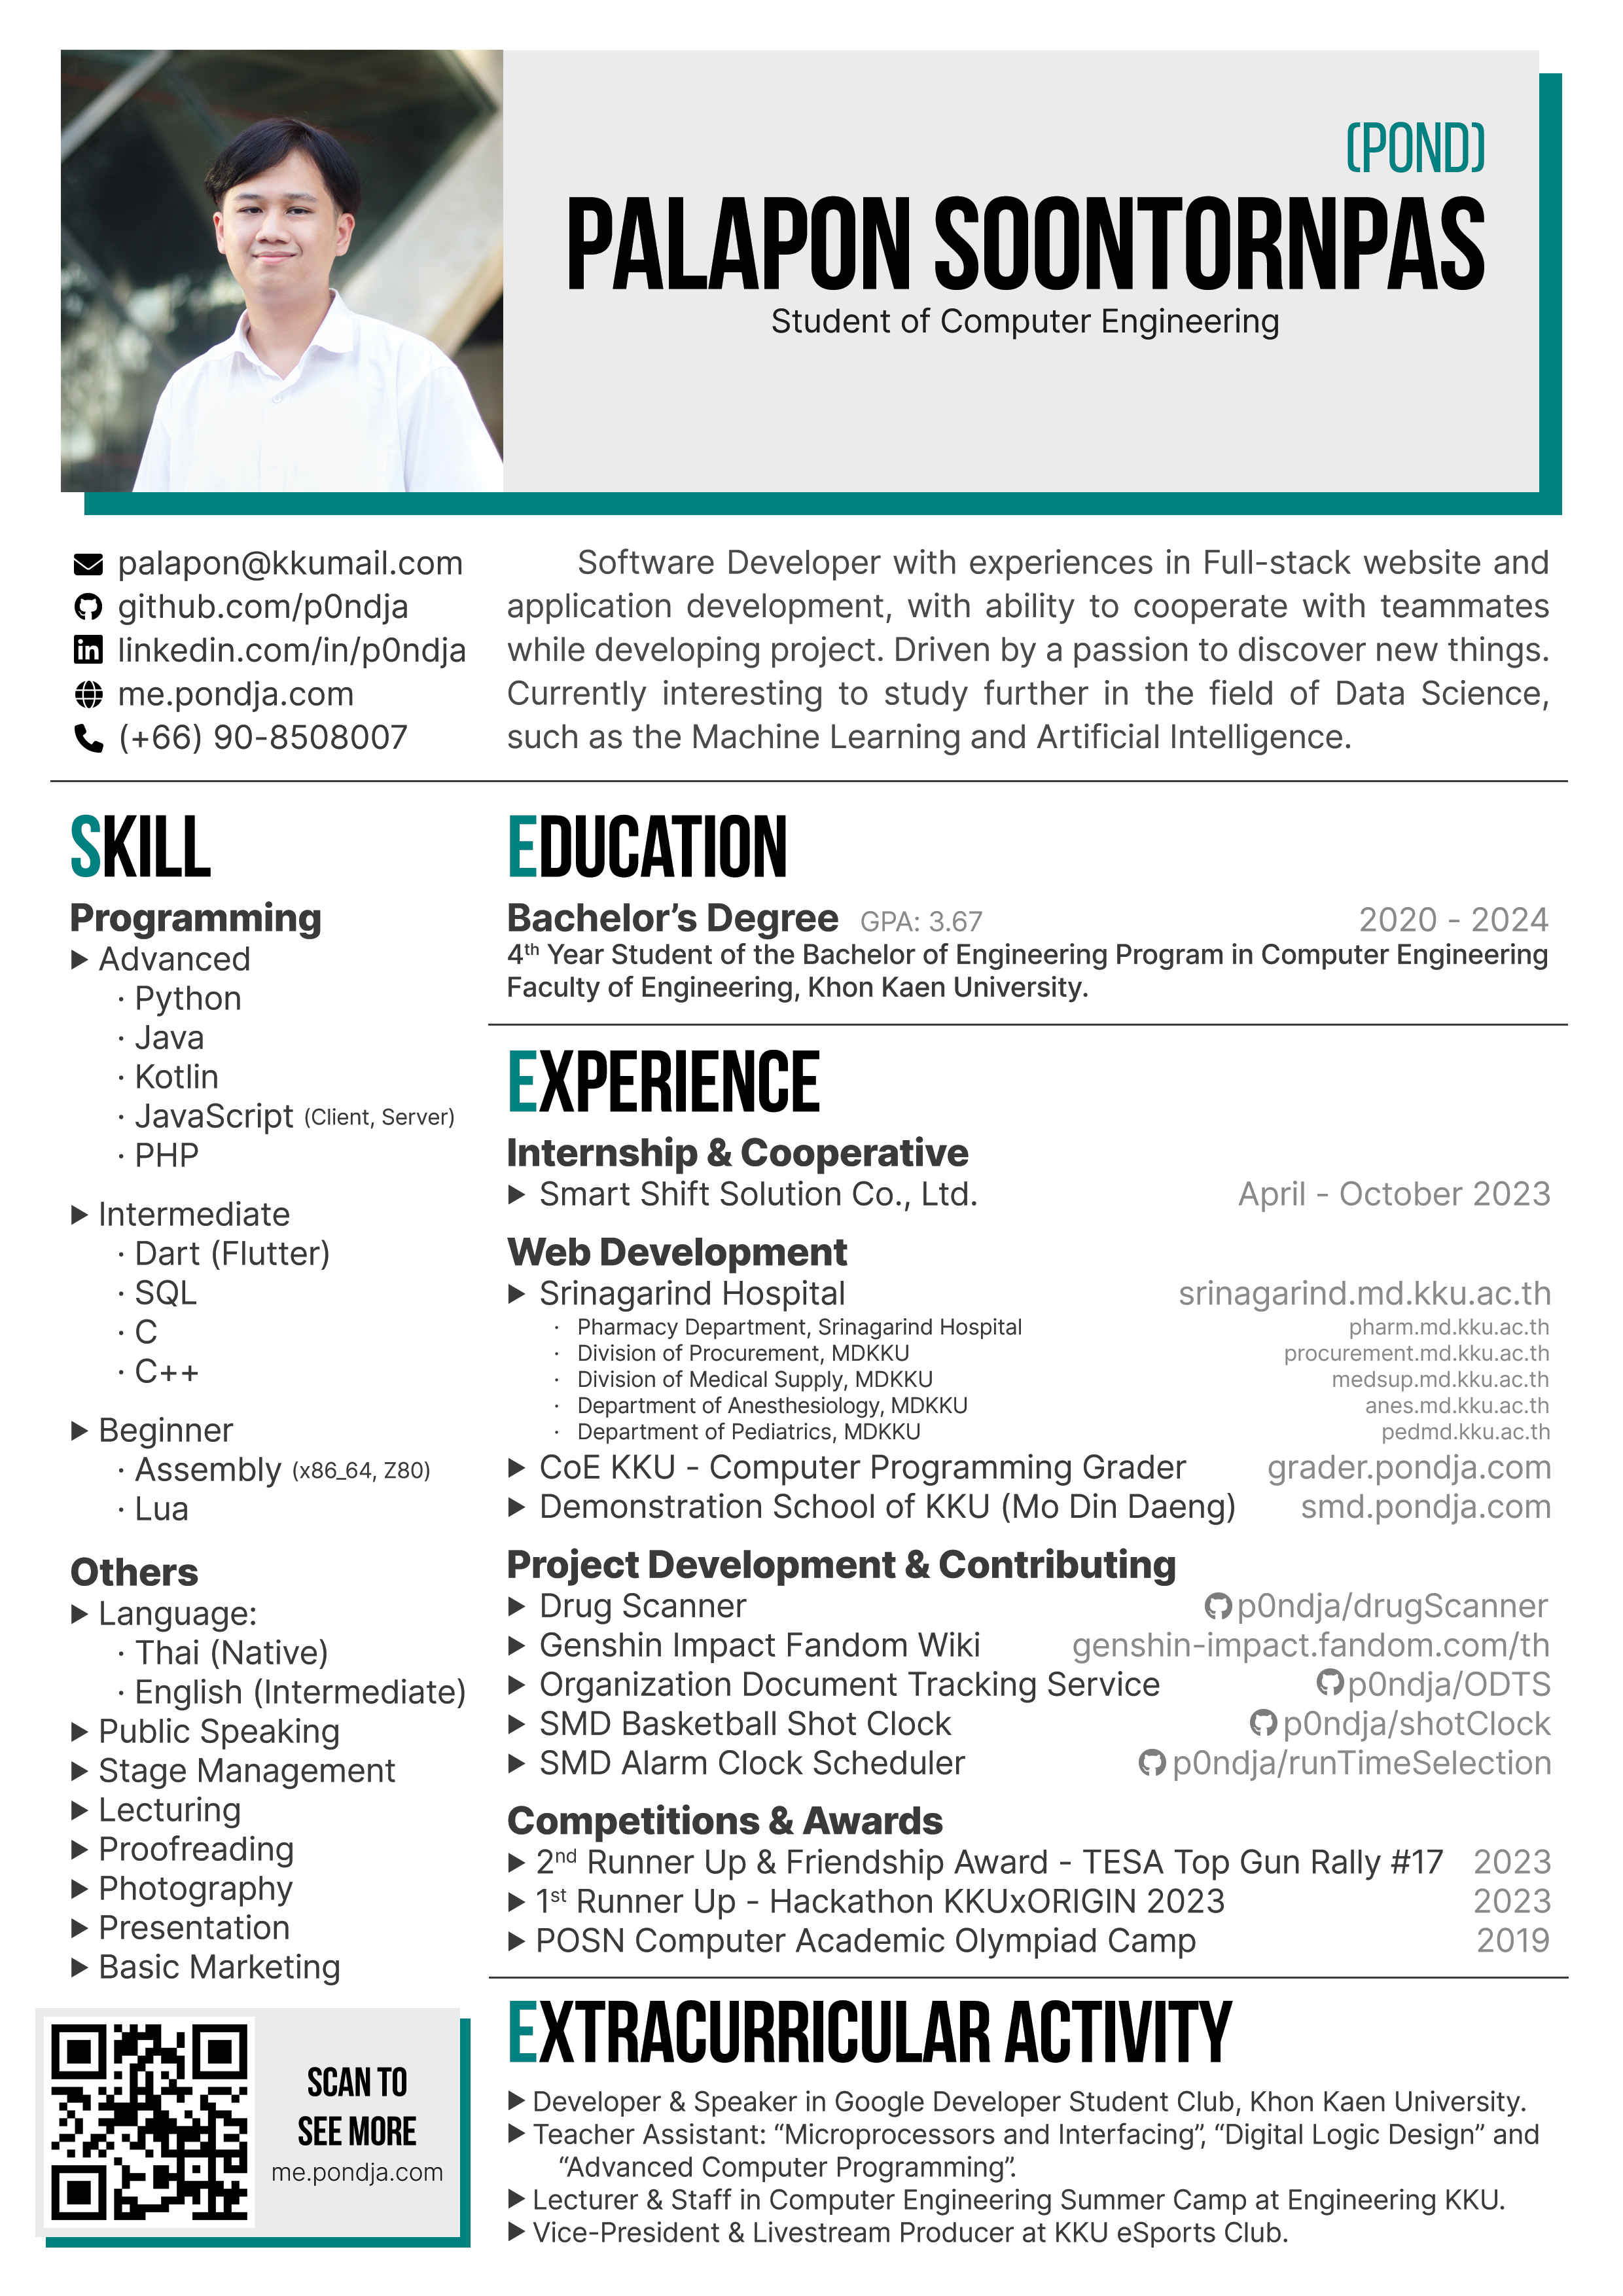 (POND)
PALAPON SOONTORNPAS
Student of Computer Engineering
palapon@kkumail.com
github.com/p0ndja
linkedin.com/in/p0ndja
me.pondja.com
(+66) 90-8508007
Software Developer with experiences in Full-stack website and
application development, with ability to cooperate with teammates
while developing project. Driven by a passion to discover new things.
Currently interesting to study further in the field of Data Science,
such as the Machine Learning and Artificial Intelligence.
SKILL
Programming
▶ Advanced
· Python
· Java
· Kotlin
· JavaScript (Client, Server)
· PHP
▶ Intermediate
· Dart (Flutter)
· SQL
· C
· C++
▶ Beginner
· Assembly (x86_64, Z80)
· Lua
Others
▶ Language:
· Thai (Native)
· English (Intermediate)
▶ Public Speaking
▶ Stage Management
▶ Lecturing
▶ Proofreading
▶ Photography
▶ Presentation
▶ Basic Marketing
SCAN TO
SEE MORE
me.pondja.com
EDUCATION
Bachelor's Degree GPA: 3.67 2020 - 2024
4th Year Student of the Bachelor of Engineering Program in Computer Engineering
Faculty of Engineering, Khon Kaen University.
EXPERIENCE
Internship & Cooperative
▶ Smart Shift Solution Co., Ltd. April - October 2023
Web Development
▶ Srinagarind Hospital srinagarind.md.kku.ac.th
· Pharmacy Department, Srinagarind Hospital pharm.md.kku.ac.th
· Division of Procurement, MDKKU procurement.md.kku.ac.th
· Division of Medical Supply, MDKKU medsup.md.kku.ac.th
· Department of Anesthesiology, MDKKU anes.md.kku.ac.th
· Department of Pediatrics, MDKKU pedmd.kku.ac.th
▶ CoE KKU - Computer Programming Grader grader.pondja.com
▶ Demonstration School of KKU (Mo Din Daeng) smd.pondja.com
Project Development & Contributing
▶ Drug Scanner p0ndja/drugScanner
▶ Genshin Impact Fandom Wiki genshin-impact.fandom.com/th
▶ Organization Document Tracking Service p0ndja/ODTS
▶ SMD Basketball Shot Clock p0ndja/shotClock
▶ SMD Alarm Clock Scheduler p0ndja/runTimeSelection
Competitions & Awards
▶ 2nd Runner Up & Friendship Award - TESA Top Gun Rally #17 2023
▶ 1st Runner Up - Hackathon KKUxORIGIN 2023 2023
▶ POSN Computer Academic Olympiad Camp 2019
EXTRACURRICULAR ACTIVITY
▶ Developer & Speaker in Google Developer Student Club, Khon Kaen University.
▶ Teacher Assistant: “Microprocessors and Interfacing”, “Digital Logic Design” and
“Advanced Computer Programming”.
▶ Lecturer & Staff in Computer Engineering Summer Camp at Engineering KKU.
▶ Vice-President & Livestream Producer at KKU eSports Club.